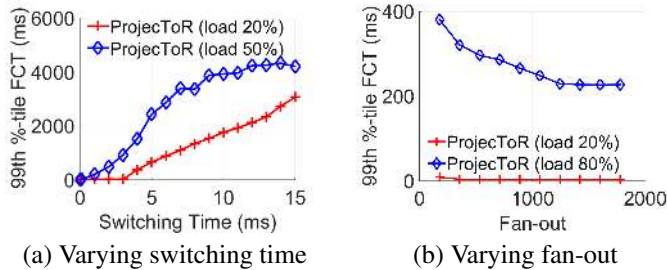 99th %-tile FCT (ms)
6000
4000
2000
0
ProjecToR (load 20%)
ProjecToR (load 50%)
0
5
10
15
Switching Time (ms)
(a) Varying switching time
99th %-tile FCT (ms)
400
200
0
ProjecToR (load 20%)
ProjecToR (load 80%)
0
1000
2000
Fan-out
(b) Varying fan-out